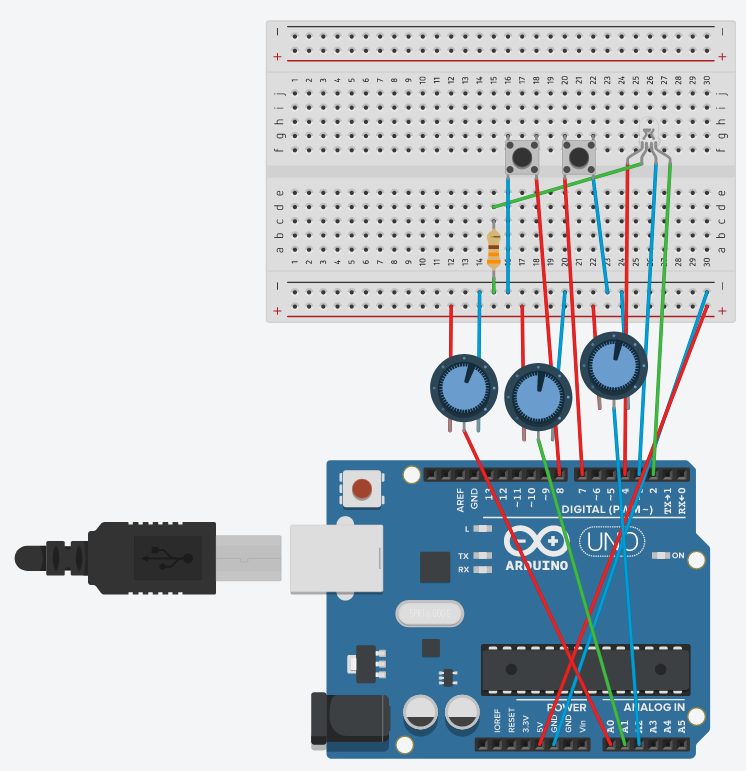 − −
+ +
1 2 3 4 5 6 7 8 9 10 11 12 13 14 15 16 17 18 19 20 21 22 23 24 25 26 27 28 29 30
j j
i i
h h
g g
f f
e e
d d
c c
b b
a a
1 2 3 4 5 6 7 8 9 10 11 12 13 14 15 17 18 19 20 21 22 23 24 25 26 27 28 29 30
− −
+ +
AREF GND 13 12 ~11 ~10 ~9 8 7 ~6 ~5 4 2 TX→1 RX←0
DIGITAL (PWM~)
L
TX
RX
ARDUINO
UNO
ON
IOREF RESET 3.3V 5V GND GND Vin A0 A1 A2 A3 A4 A5
POWER ANALOG IN